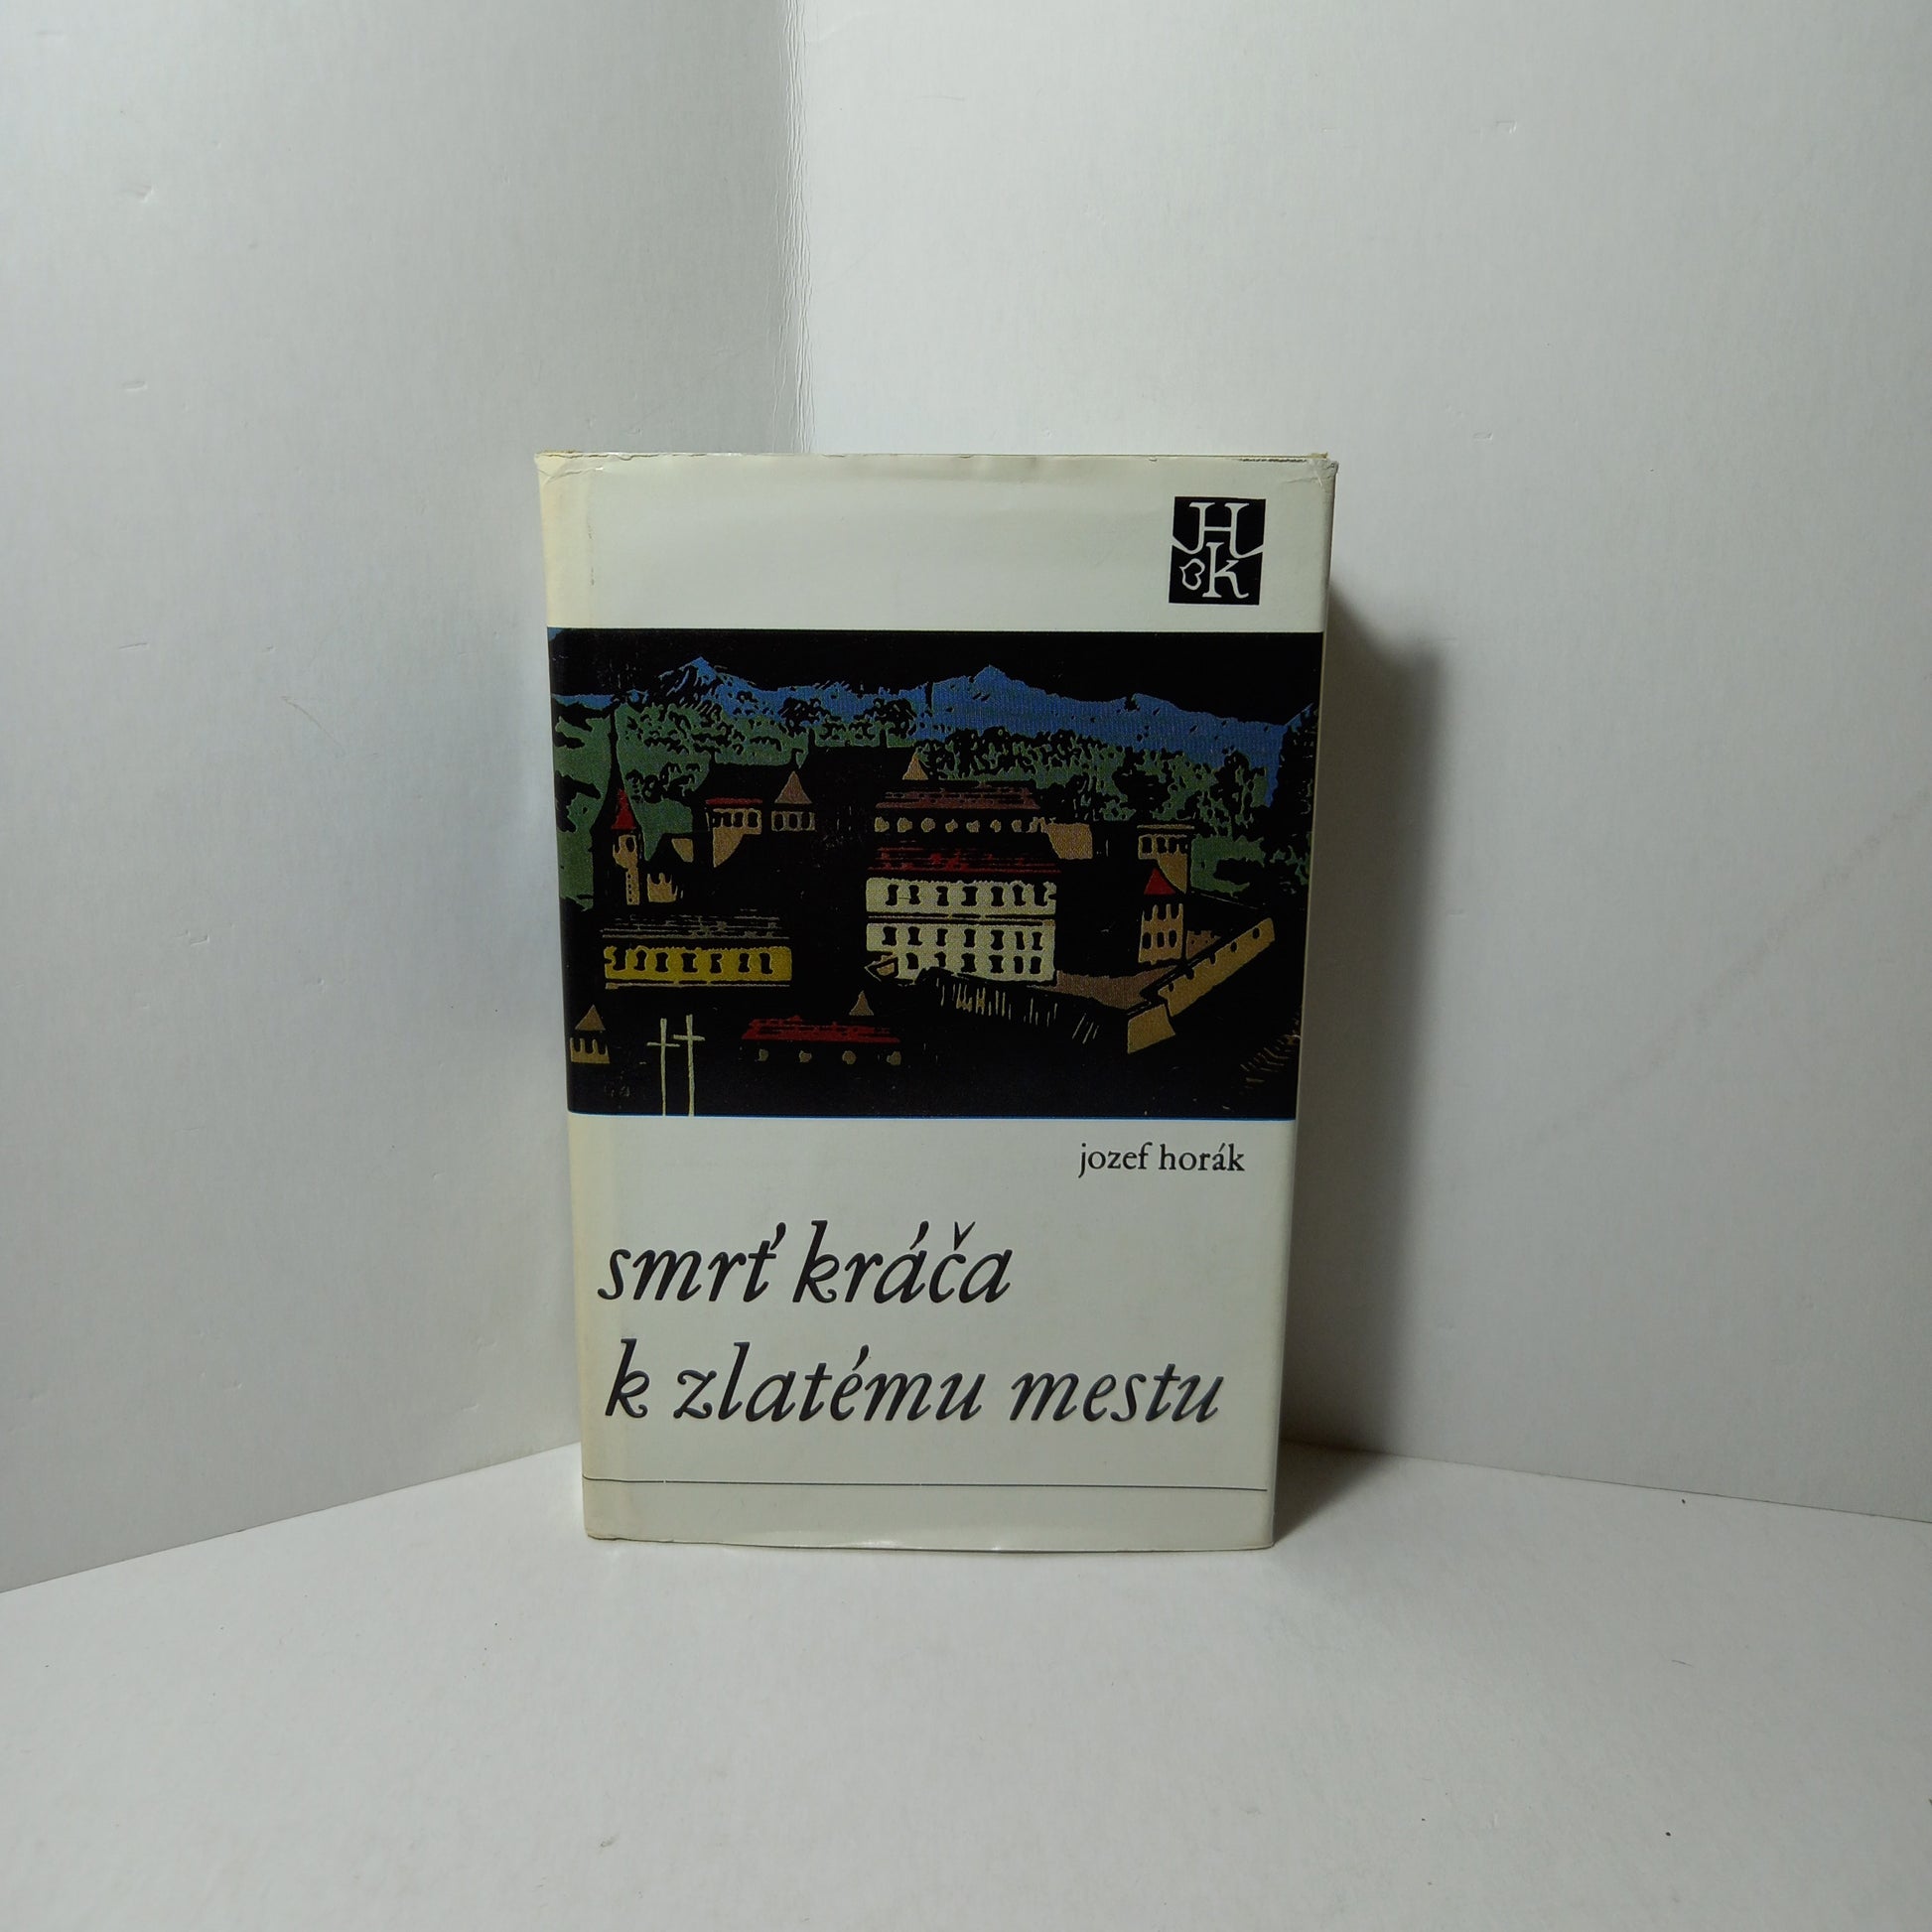 H
k
jozef horák
smrť kráča
k zlatému mestu